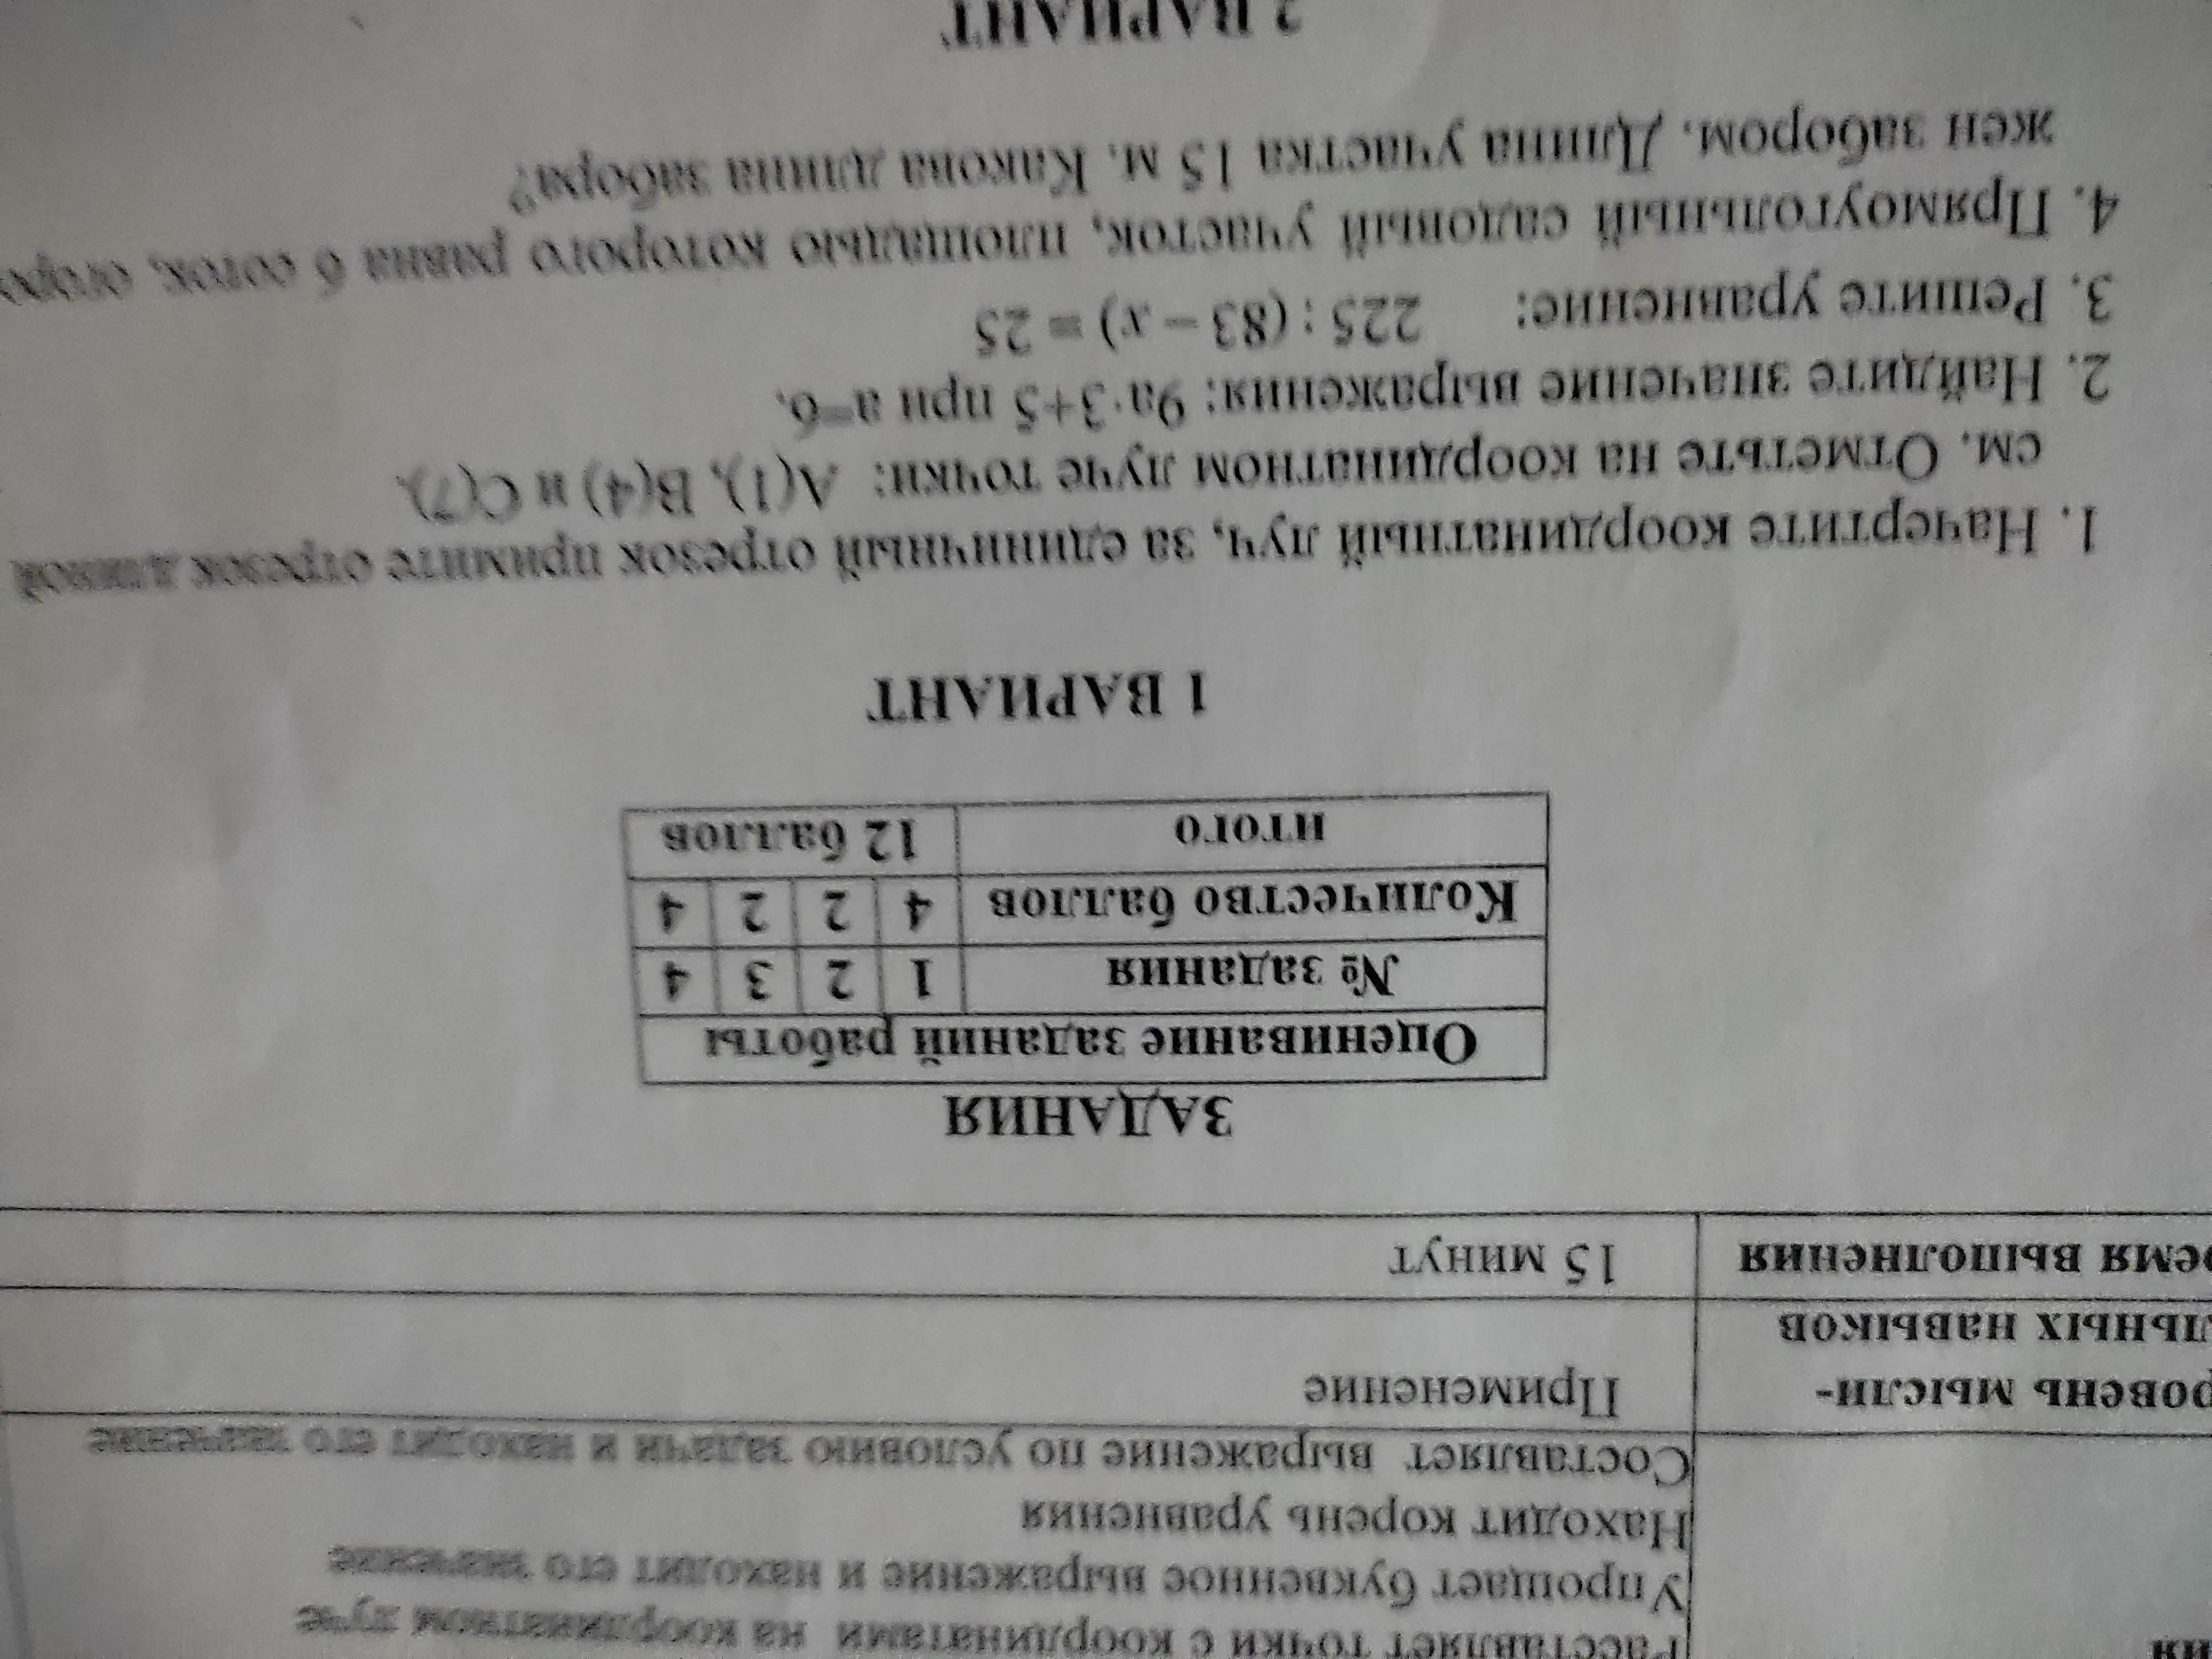 Расставляет точки с координатами на координатном луче
Упрощает буквенное выражение и находит его значение
Находит корень уравнения
Составляет выражение по условию задачи и находит его значение
ровень мысли-
льных навыков
Применение
емя выполнения
15 минут
ЗАДАНИЯ
Оценивание заданий работы
№ задания 1 2 3 4
Количество баллов 4 2 2 4
итого 12 баллов
1 ВАРИАНТ
1. Начертите координатный луч, за единичный отрезок примите отрезок длиной
см. Отметьте на координатном луче точки: А(1), В(4) и С(7).
2. Найдите значение выражения: 9а·3+5 при а=6.
3. Решите уравнение: 225 : (83 – x) = 25
4. Прямоугольный садовый участок, площадью которого равна 6 соток, огоро
жен забором. Длина участка 15 м. Какова длина забора?
2 ВАРИАНТ